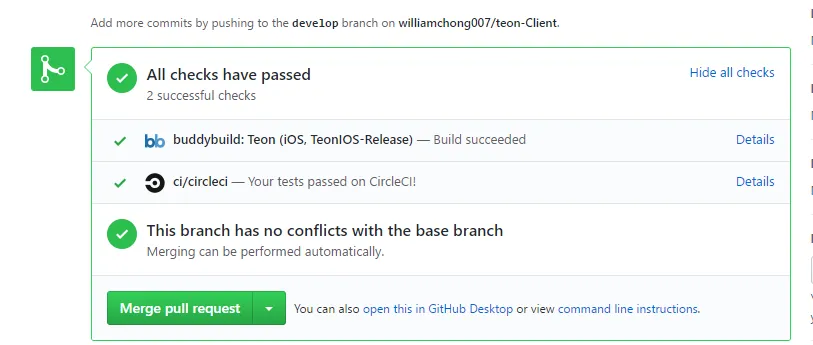 Add more commits by pushing to the develop branch on williamchong007/teon-Client.
All checks have passed
Hide all checks
2 successful checks
bb buddybuild: Teon (iOS, TeonIOS-Release) — Build succeeded
Details
ci/circleci — Your tests passed on CircleCI!
Details
This branch has no conflicts with the base branch
Merging can be performed automatically.
Merge pull request
You can also open this in GitHub Desktop or view command line instructions.